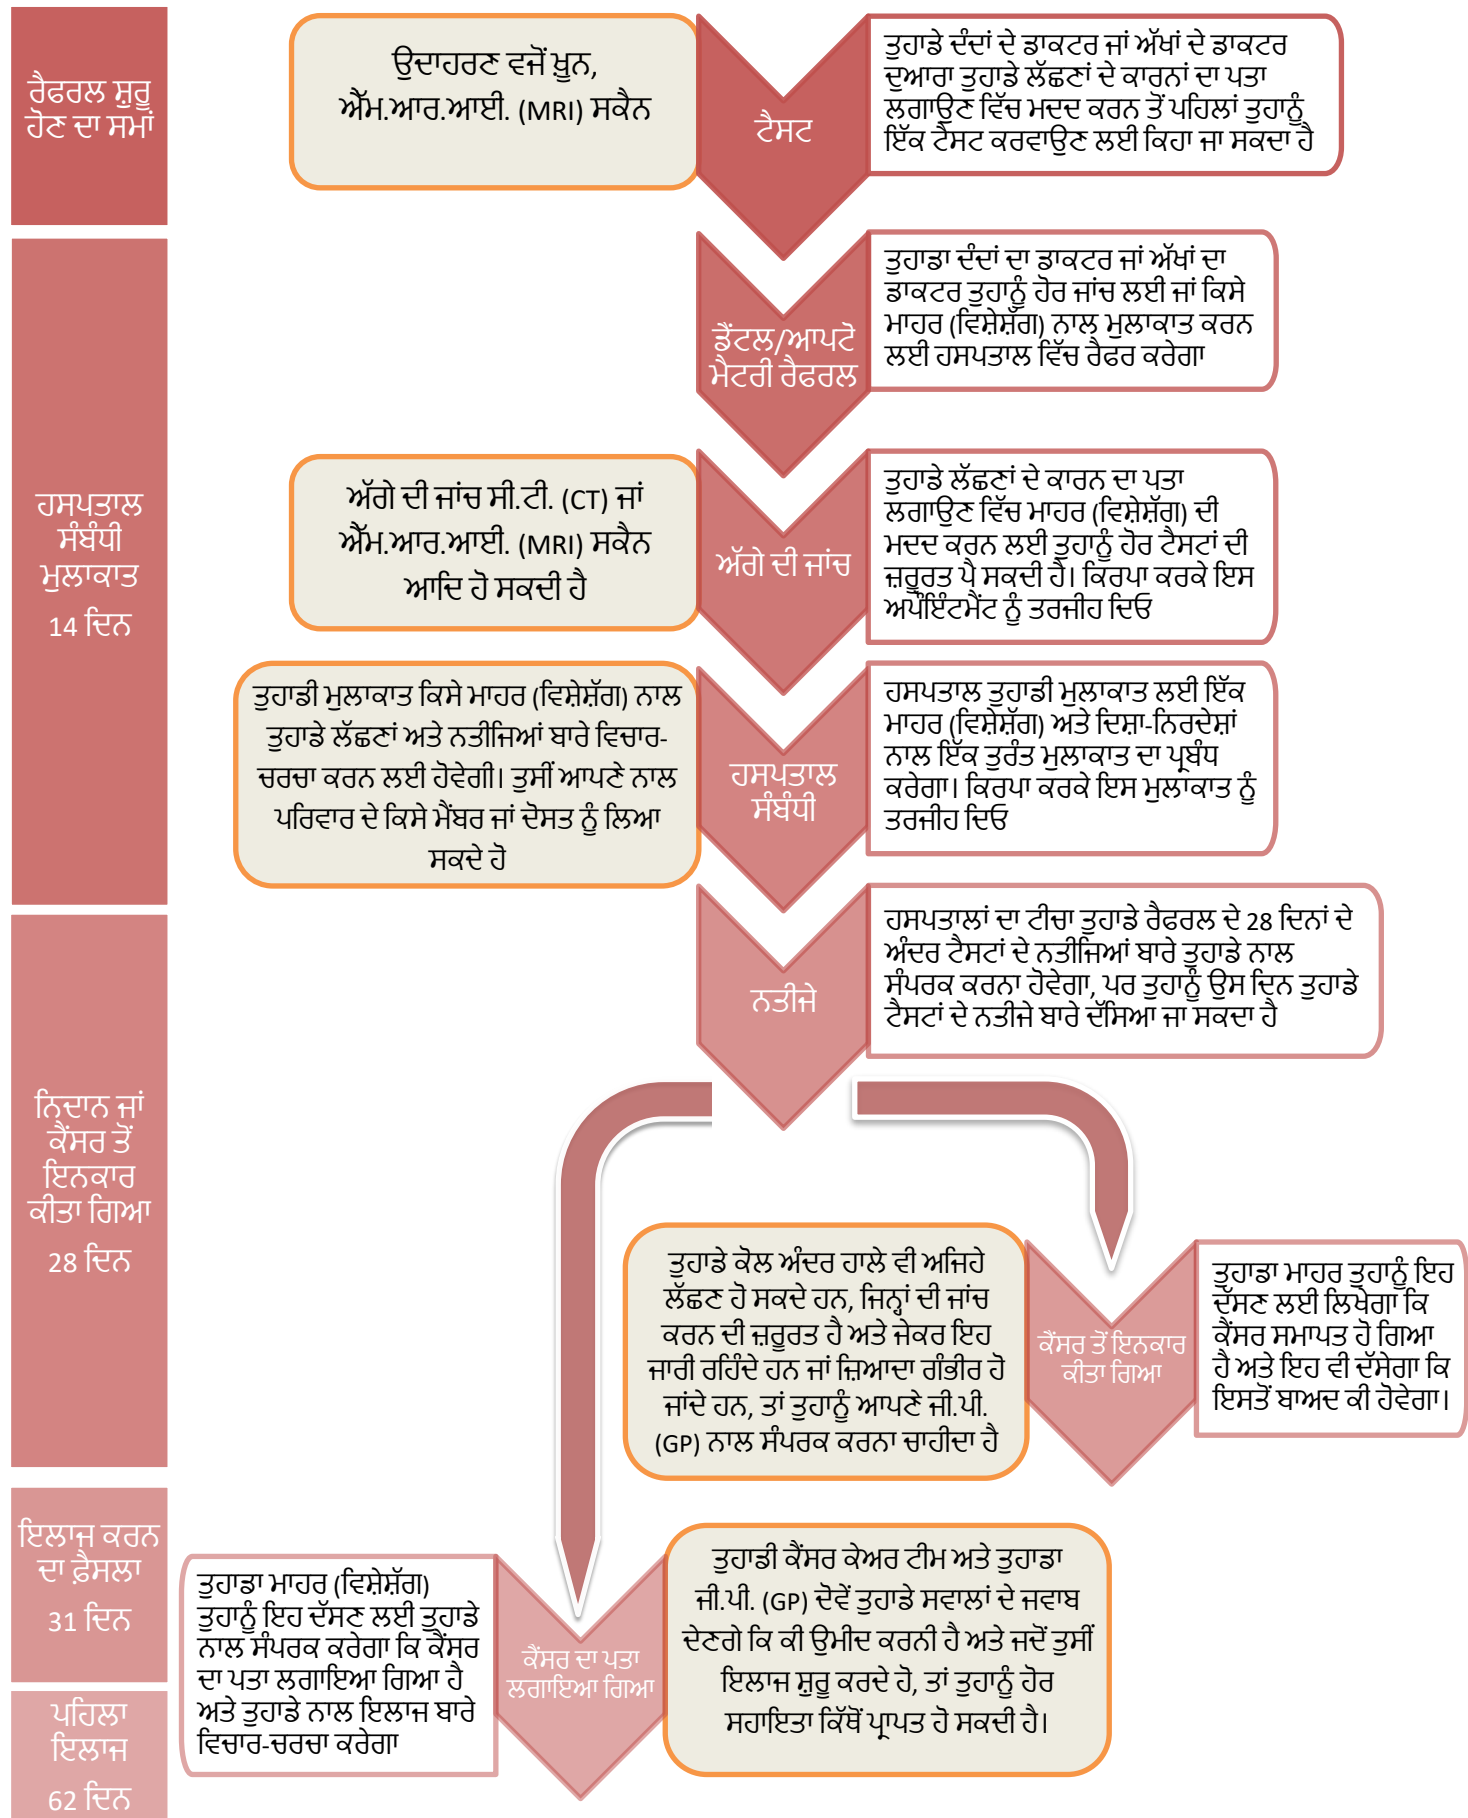 ਰੈਫਰਲ ਸ਼ੁਰੂ
ਹੋਣ ਦਾ ਸਮਾਂ
ਉਦਾਹਰਣ ਵਜੋਂ ਖ਼ੂਨ,
ਐੱਮ.ਆਰ.ਆਈ. (MRI) ਸਕੈਨ
ਟੈਸਟ
ਤੁਹਾਡੇ ਦੰਦਾਂ ਦੇ ਡਾਕਟਰ ਜਾਂ ਅੱਖਾਂ ਦੇ ਡਾਕਟਰ
ਦੁਆਰਾ ਤੁਹਾਡੇ ਲੱਛਣਾਂ ਦੇ ਕਾਰਨਾਂ ਦਾ ਪਤਾ
ਲਗਾਉਣ ਵਿੱਚ ਮਦਦ ਕਰਨ ਤੋਂ ਪਹਿਲਾਂ ਤੁਹਾਨੂੰ
ਇੱਕ ਟੈਸਟ ਕਰਵਾਉਣ ਲਈ ਕਿਹਾ ਜਾ ਸਕਦਾ ਹੈ
ਡੈਂਟਲ/ਆਪਟੋ
ਮੈਟਰੀ ਰੈਫਰਲ
ਤੁਹਾਡਾ ਦੰਦਾਂ ਦਾ ਡਾਕਟਰ ਜਾਂ ਅੱਖਾਂ ਦਾ
ਡਾਕਟਰ ਤੁਹਾਨੂੰ ਹੋਰ ਜਾਂਚ ਲਈ ਜਾਂ ਕਿਸੇ
ਮਾਹਰ (ਵਿਸ਼ੇਸ਼ੱਗ) ਨਾਲ ਮੁਲਾਕਾਤ ਕਰਨ
ਲਈ ਹਸਪਤਾਲ ਵਿੱਚ ਰੈਫਰ ਕਰੇਗਾ
ਹਸਪਤਾਲ
ਸੰਬੰਧੀ
ਮੁਲਾਕਾਤ
14 ਦਿਨ
ਅੱਗੇ ਦੀ ਜਾਂਚ ਸੀ.ਟੀ. (CT) ਜਾਂ
ਐੱਮ.ਆਰ.ਆਈ. (MRI) ਸਕੈਨ
ਆਦਿ ਹੋ ਸਕਦੀ ਹੈ
ਅੱਗੇ ਦੀ ਜਾਂਚ
ਤੁਹਾਡੇ ਲੱਛਣਾਂ ਦੇ ਕਾਰਨ ਦਾ ਪਤਾ
ਲਗਾਉਣ ਵਿੱਚ ਮਾਹਰ (ਵਿਸ਼ੇਸ਼ੱਗ) ਦੀ
ਮਦਦ ਕਰਨ ਲਈ ਤੁਹਾਨੂੰ ਹੋਰ ਟੈਸਟਾਂ ਦੀ
ਜ਼ਰੂਰਤ ਪੈ ਸਕਦੀ ਹੈ। ਕਿਰਪਾ ਕਰਕੇ ਇਸ
ਅਪੌਇੰਟਮੈਂਟ ਨੂੰ ਤਰਜੀਹ ਦਿਓ
ਤੁਹਾਡੀ ਮੁਲਾਕਾਤ ਕਿਸੇ ਮਾਹਰ (ਵਿਸ਼ੇਸ਼ੱਗ) ਨਾਲ
ਤੁਹਾਡੇ ਲੱਛਣਾਂ ਅਤੇ ਨਤੀਜਿਆਂ ਬਾਰੇ ਵਿਚਾਰ-
ਚਰਚਾ ਕਰਨ ਲਈ ਹੋਵੇਗੀ। ਤੁਸੀਂ ਆਪਣੇ ਨਾਲ
ਪਰਿਵਾਰ ਦੇ ਕਿਸੇ ਮੈਂਬਰ ਜਾਂ ਦੋਸਤ ਨੂੰ ਲਿਆ
ਸਕਦੇ ਹੋ
ਹਸਪਤਾਲ
ਸੰਬੰਧੀ
ਹਸਪਤਾਲ ਤੁਹਾਡੀ ਮੁਲਾਕਾਤ ਲਈ ਇੱਕ
ਮਾਹਰ (ਵਿਸ਼ੇਸ਼ੱਗ) ਅਤੇ ਦਿਸ਼ਾ-ਨਿਰਦੇਸ਼ਾਂ
ਨਾਲ ਇੱਕ ਤੁਰੰਤ ਮੁਲਾਕਾਤ ਦਾ ਪ੍ਰਬੰਧ
ਕਰੇਗਾ। ਕਿਰਪਾ ਕਰਕੇ ਇਸ ਮੁਲਾਕਾਤ ਨੂੰ
ਤਰਜੀਹ ਦਿਓ
ਨਤੀਜੇ
ਹਸਪਤਾਲਾਂ ਦਾ ਟੀਚਾ ਤੁਹਾਡੇ ਰੈਫਰਲ ਦੇ 28 ਦਿਨਾਂ ਦੇ
ਅੰਦਰ ਟੈਸਟਾਂ ਦੇ ਨਤੀਜਿਆਂ ਬਾਰੇ ਤੁਹਾਡੇ ਨਾਲ
ਸੰਪਰਕ ਕਰਨਾ ਹੋਵੇਗਾ, ਪਰ ਤੁਹਾਨੂੰ ਉਸ ਦਿਨ ਤੁਹਾਡੇ
ਟੈਸਟਾਂ ਦੇ ਨਤੀਜੇ ਬਾਰੇ ਦੱਸਿਆ ਜਾ ਸਕਦਾ ਹੈ
ਨਿਦਾਨ ਜਾਂ
ਕੈਂਸਰ ਤੋਂ
ਇਨਕਾਰ
ਕੀਤਾ ਗਿਆ
28 ਦਿਨ
ਤੁਹਾਡੇ ਕੋਲ ਅੰਦਰ ਹਾਲੇ ਵੀ ਅਜਿਹੇ
ਲੱਛਣ ਹੋ ਸਕਦੇ ਹਨ, ਜਿਨ੍ਹਾਂ ਦੀ ਜਾਂਚ
ਕਰਨ ਦੀ ਜ਼ਰੂਰਤ ਹੈ ਅਤੇ ਜੇਕਰ ਇਹ
ਜਾਰੀ ਰਹਿੰਦੇ ਹਨ ਜਾਂ ਜ਼ਿਆਦਾ ਗੰਭੀਰ ਹੋ
ਜਾਂਦੇ ਹਨ, ਤਾਂ ਤੁਹਾਨੂੰ ਆਪਣੇ ਜੀ.ਪੀ.
(GP) ਨਾਲ ਸੰਪਰਕ ਕਰਨਾ ਚਾਹੀਦਾ ਹੈ
ਕੈਂਸਰ ਤੋਂ ਇਨਕਾਰ
ਕੀਤਾ ਗਿਆ
ਤੁਹਾਡਾ ਮਾਹਰ ਤੁਹਾਨੂੰ ਇਹ
ਦੱਸਣ ਲਈ ਲਿਖੇਗਾ ਕਿ
ਕੈਂਸਰ ਸਮਾਪਤ ਹੋ ਗਿਆ
ਹੈ ਅਤੇ ਇਹ ਵੀ ਦੱਸੇਗਾ ਕਿ
ਇਸਤੋਂ ਬਾਅਦ ਕੀ ਹੋਵੇਗਾ।
ਇਲਾਜ ਕਰਨ
ਦਾ ਫ਼ੈਸਲਾ
31 ਦਿਨ
ਤੁਹਾਡਾ ਮਾਹਰ (ਵਿਸ਼ੇਸ਼ੱਗ)
ਤੁਹਾਨੂੰ ਇਹ ਦੱਸਣ ਲਈ ਤੁਹਾਡੇ
ਨਾਲ ਸੰਪਰਕ ਕਰੇਗਾ ਕਿ ਕੈਂਸਰ
ਦਾ ਪਤਾ ਲਗਾਇਆ ਗਿਆ ਹੈ
ਅਤੇ ਤੁਹਾਡੇ ਨਾਲ ਇਲਾਜ ਬਾਰੇ
ਵਿਚਾਰ-ਚਰਚਾ ਕਰੇਗਾ
ਕੈਂਸਰ ਦਾ ਪਤਾ
ਲਗਾਇਆ ਗਿਆ
ਤੁਹਾਡੀ ਕੈਂਸਰ ਕੇਅਰ ਟੀਮ ਅਤੇ ਤੁਹਾਡਾ
ਜੀ.ਪੀ. (GP) ਦੋਵੇਂ ਤੁਹਾਡੇ ਸਵਾਲਾਂ ਦੇ ਜਵਾਬ
ਦੇਣਗੇ ਕਿ ਕੀ ਉਮੀਦ ਕਰਨੀ ਹੈ ਅਤੇ ਜਦੋਂ ਤੁਸੀਂ
ਇਲਾਜ ਸ਼ੁਰੂ ਕਰਦੇ ਹੋ, ਤਾਂ ਤੁਹਾਨੂੰ ਹੋਰ
ਸਹਾਇਤਾ ਕਿੱਥੋਂ ਪ੍ਰਾਪਤ ਹੋ ਸਕਦੀ ਹੈ।
ਪਹਿਲਾ
ਇਲਾਜ
62 ਦਿਨ